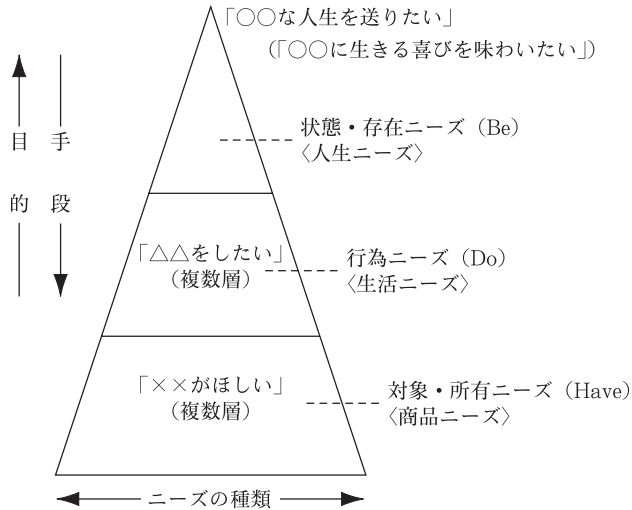 「○○な人生を送りたい」
(「○○に生きる喜びを味わいたい」)
目的
手段
状態・存在ニーズ(Be)
〈人生ニーズ〉
「△△をしたい」
(複数層)
行為ニーズ(Do)
〈生活ニーズ〉
「××がほしい」
(複数層)
対象・所有ニーズ(Have)
〈商品ニーズ〉
ニーズの種類